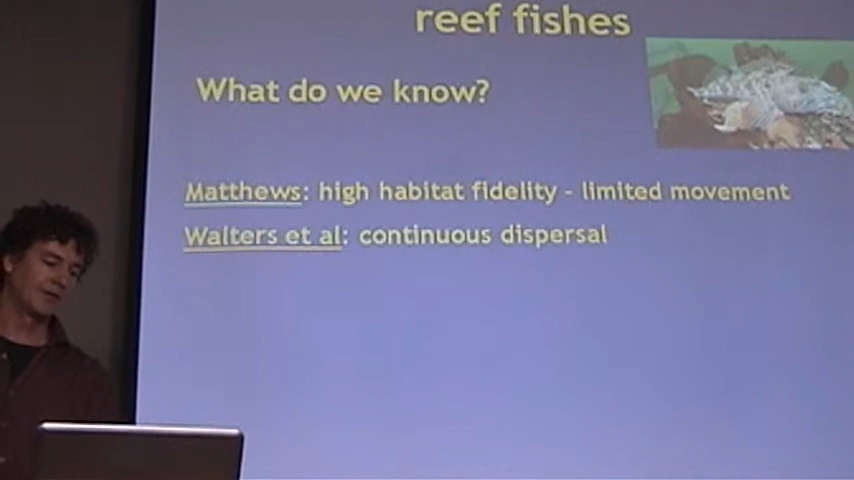 reef fishes
What do we know?
Matthews: high habitat fidelity - limited movement
Walters et al: continuous dispersal